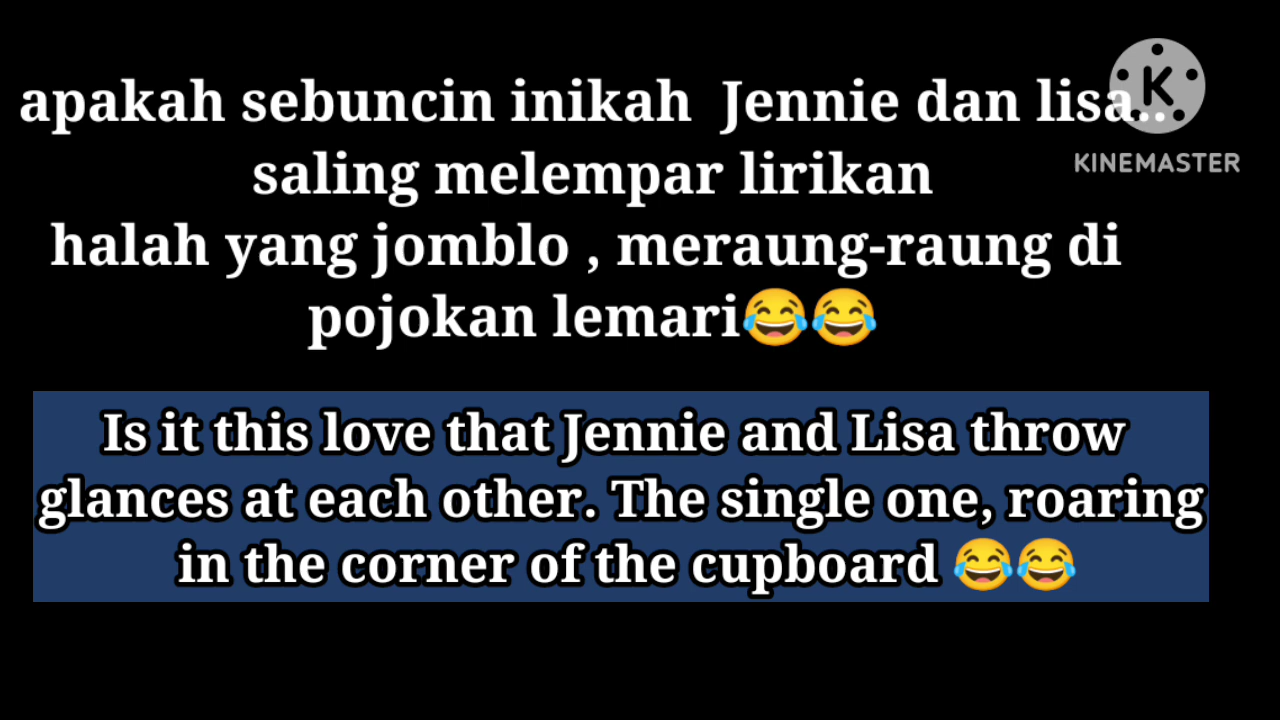 apakah sebuncin inikah Jennie dan lisa..
saling melempar lirikan
halah yang jomblo , meraung-raung di
pojokan lemari😂😂
K
KINEMASTER
Is it this love that Jennie and Lisa throw
glances at each other. The single one, roaring
in the corner of the cupboard 😂😂